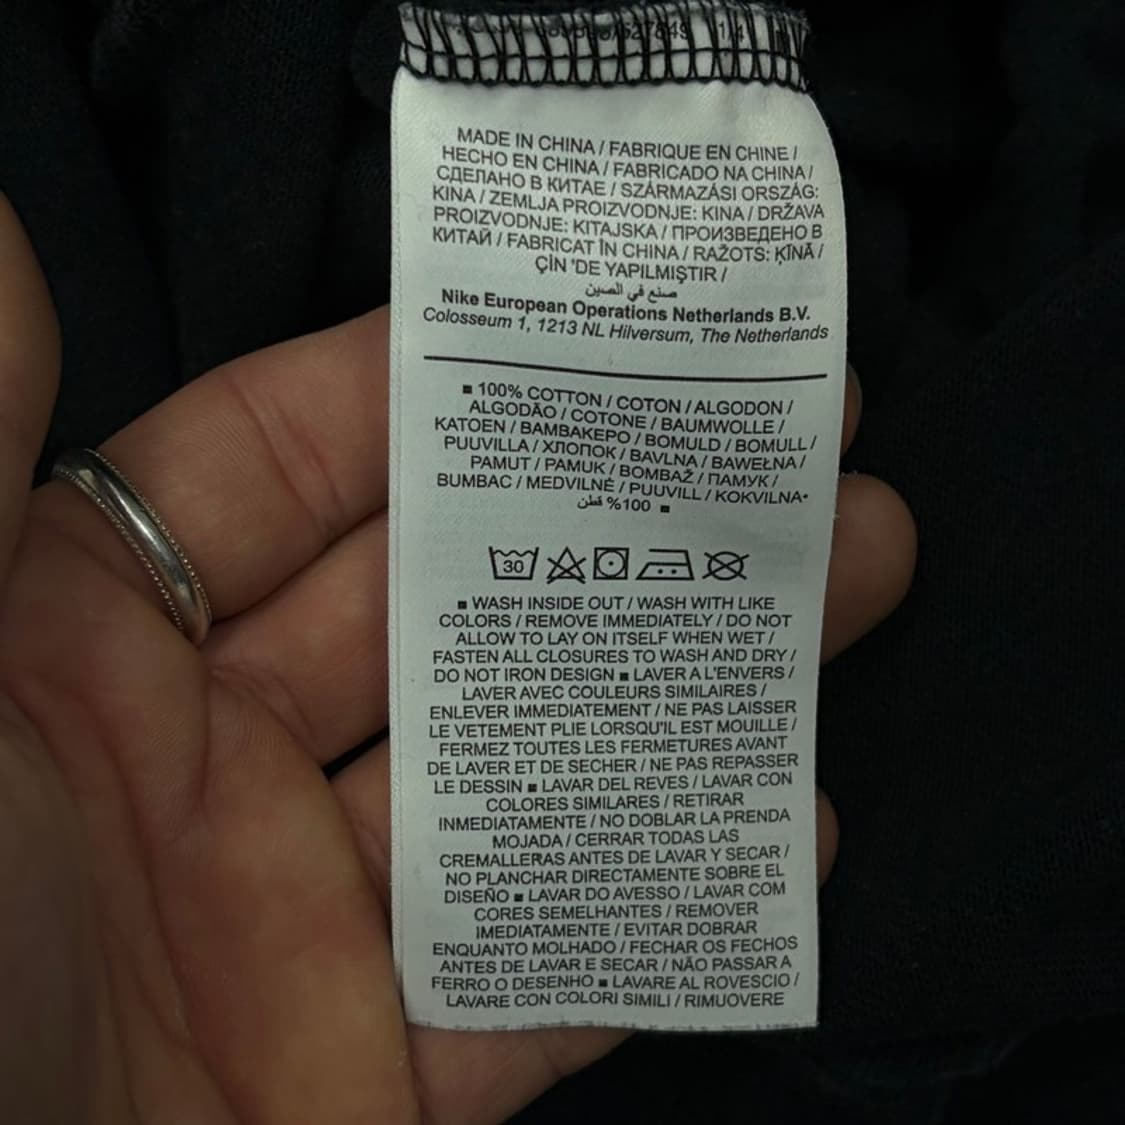 627849 1/4
MADE IN CHINA / FABRIQUE EN CHINE /
HECHO EN CHINA / FABRICADO NA CHINA /
СДЕЛАНО В КИТАЕ / SZÁRMAZÁSI ORSZÁG:
KINA / ZEMLJA PROIZVODNJE: KINA / DRŽAVA
PROIZVODNJE: KITAJSKA / ПРОИЗВЕДЕНО В
КИТАЙ / FABRICAT ÎN CHINA / RAŽOTS: ĶĪNĀ /
ÇİN 'DE YAPILMIŞTIR /
صنع في الصين
Nike European Operations Netherlands B.V.
Colosseum 1, 1213 NL Hilversum, The Netherlands
■ 100% COTTON / COTON / ALGODON /
ALGODÃO / COTONE / BAUMWOLLE /
KATOEN / ΒΑΜΒΑΚΕΡΟ / BOMULD / BOMULL /
PUUVILLA / ХЛОПОК / BAVLNA / BAWEŁNA /
PAMUT / PAMUK / BOMBAŽ / ПАМУК /
BUMBAC / MEDVILNĖ / PUUVILL / KOKVILNA•
■ 100% قطن
30
■ WASH INSIDE OUT / WASH WITH LIKE
COLORS / REMOVE IMMEDIATELY / DO NOT
ALLOW TO LAY ON ITSELF WHEN WET /
FASTEN ALL CLOSURES TO WASH AND DRY /
DO NOT IRON DESIGN ■ LAVER A L'ENVERS /
LAVER AVEC COULEURS SIMILAIRES /
ENLEVER IMMEDIATEMENT / NE PAS LAISSER
LE VETEMENT PLIE LORSQU'IL EST MOUILLE /
FERMEZ TOUTES LES FERMETURES AVANT
DE LAVER ET DE SECHER / NE PAS REPASSER
LE DESSIN ■ LAVAR DEL REVES / LAVAR CON
COLORES SIMILARES / RETIRAR
INMEDIATAMENTE / NO DOBLAR LA PRENDA
MOJADA / CERRAR TODAS LAS
CREMALLERAS ANTES DE LAVAR Y SECAR /
NO PLANCHAR DIRECTAMENTE SOBRE EL
DISEÑO ■ LAVAR DO AVESSO / LAVAR COM
CORES SEMELHANTES / REMOVER
IMEDIATAMENTE / EVITAR DOBRAR
ENQUANTO MOLHADO / FECHAR OS FECHOS
ANTES DE LAVAR E SECAR / NÃO PASSAR A
FERRO O DESENHO ■ LAVARE AL ROVESCIO /
LAVARE CON COLORI SIMILI / RIMUOVERE